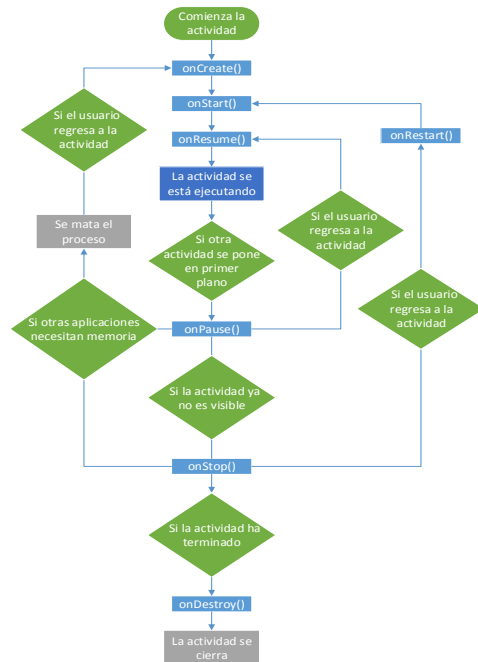 Comienza la
actividad
onCreate()
onStart()
onResume()
La actividad se
está ejecutando
Si otra
actividad se pone
en primer
plano
onPause()
Si la actividad ya
no es visible
onStop()
Si la actividad ha
terminado
onDestroy()
La actividad se
cierra
Si el usuario
regresa a la
actividad
Se mata el
proceso
Si otras aplicaciones
necesitan memoria
Si el usuario
regresa a la
actividad
onRestart()
Si el usuario
regresa a la
actividad